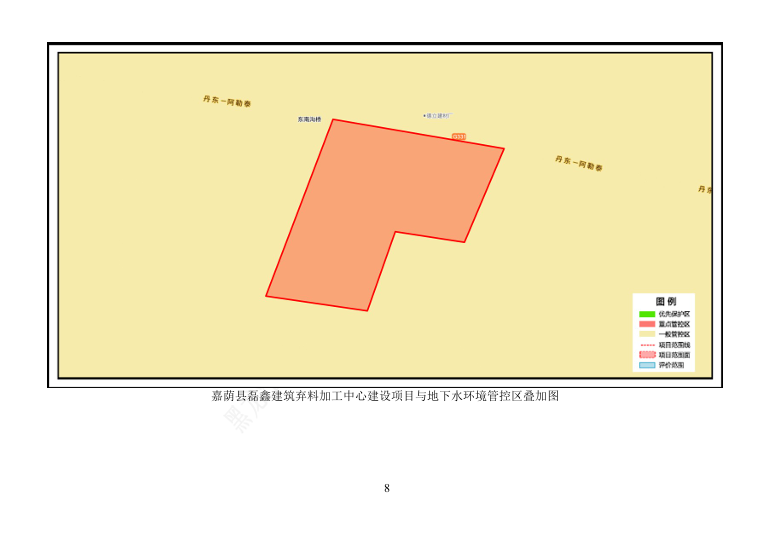 丹东－阿勒泰
东南沟桥
丹东－阿勒泰
丹东
图例
优先保护区
重点管控区
一般管控区
项目范围线
项目范围面
评价范围
嘉荫县磊鑫建筑弃料加工中心建设项目与地下水环境管控区叠加图
8